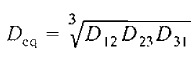 D_eq = ∛(D_12 D_23 D_31)